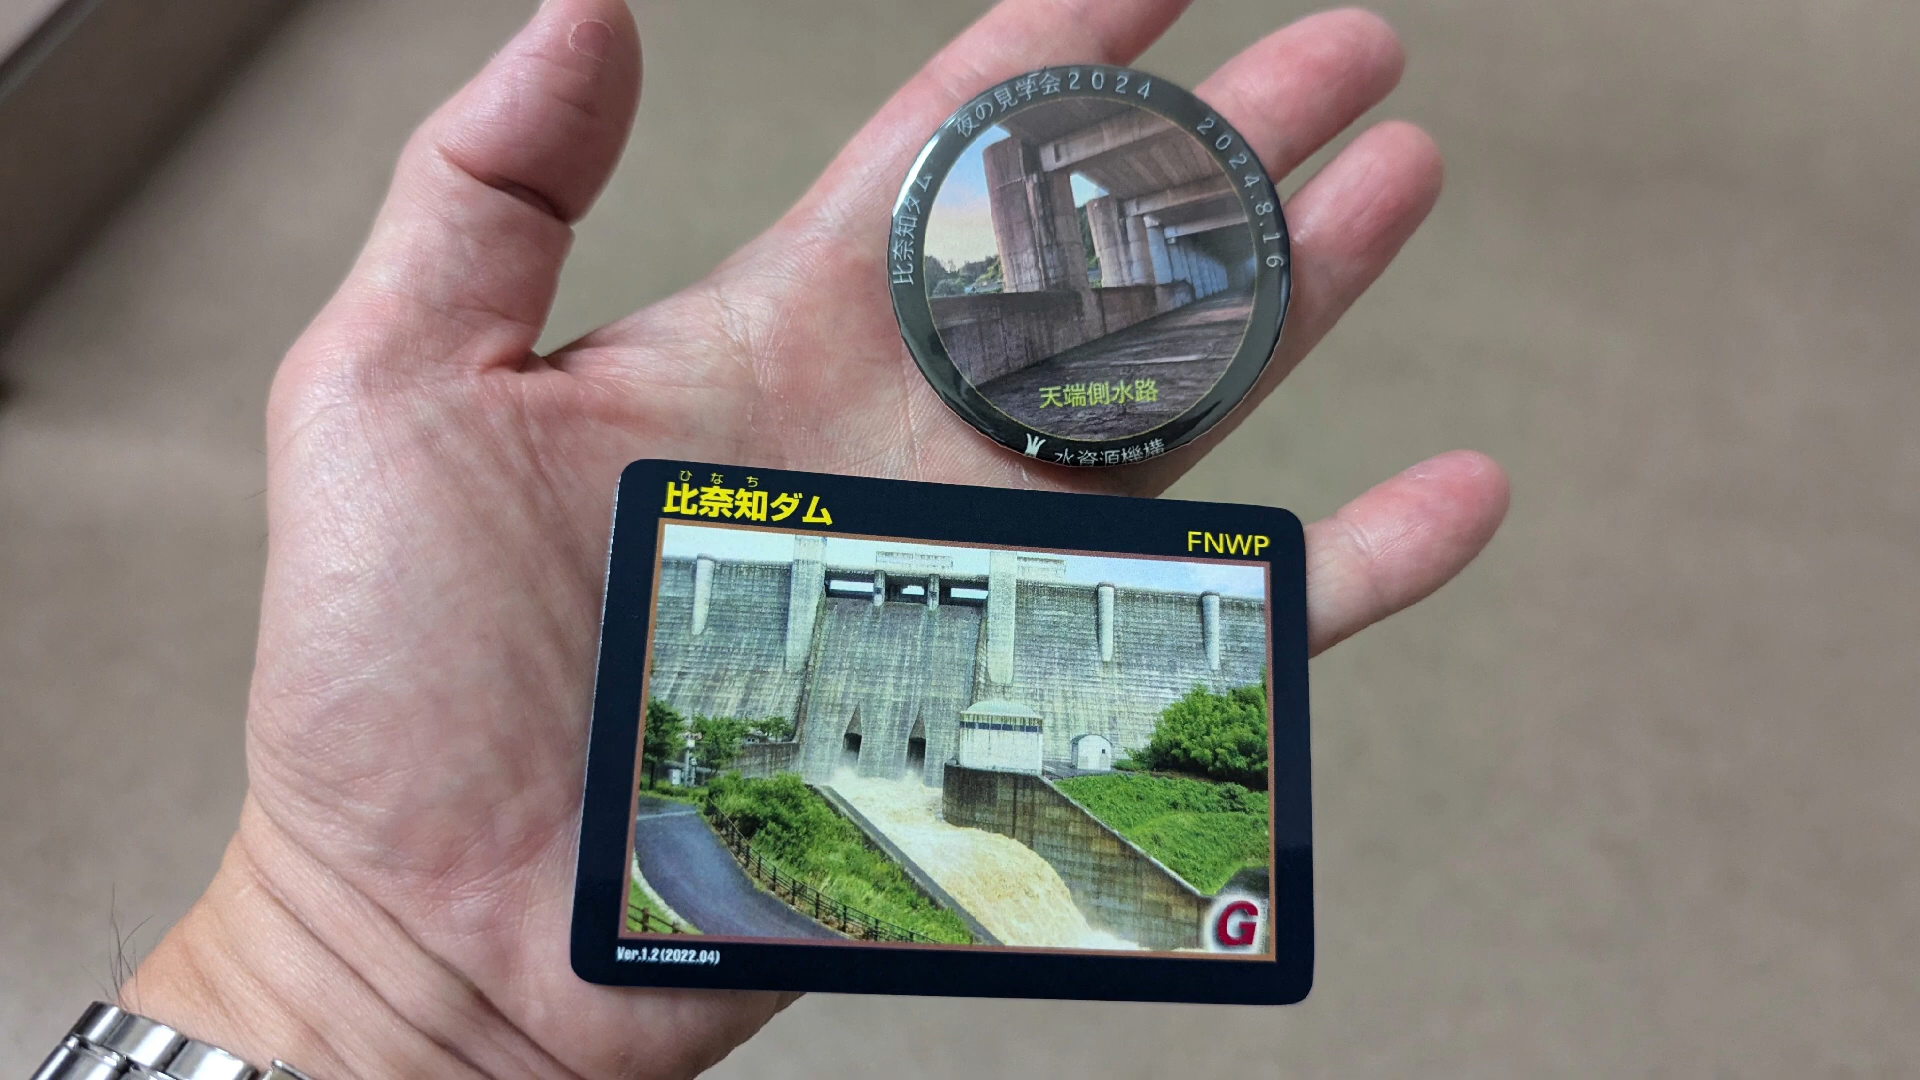 比奈知ダム 夜の見学会2024 2024.8.16
天端側水路
水資源機構
ひなち
比奈知ダム
FNWP
G
Ver.1.2(2022.04)